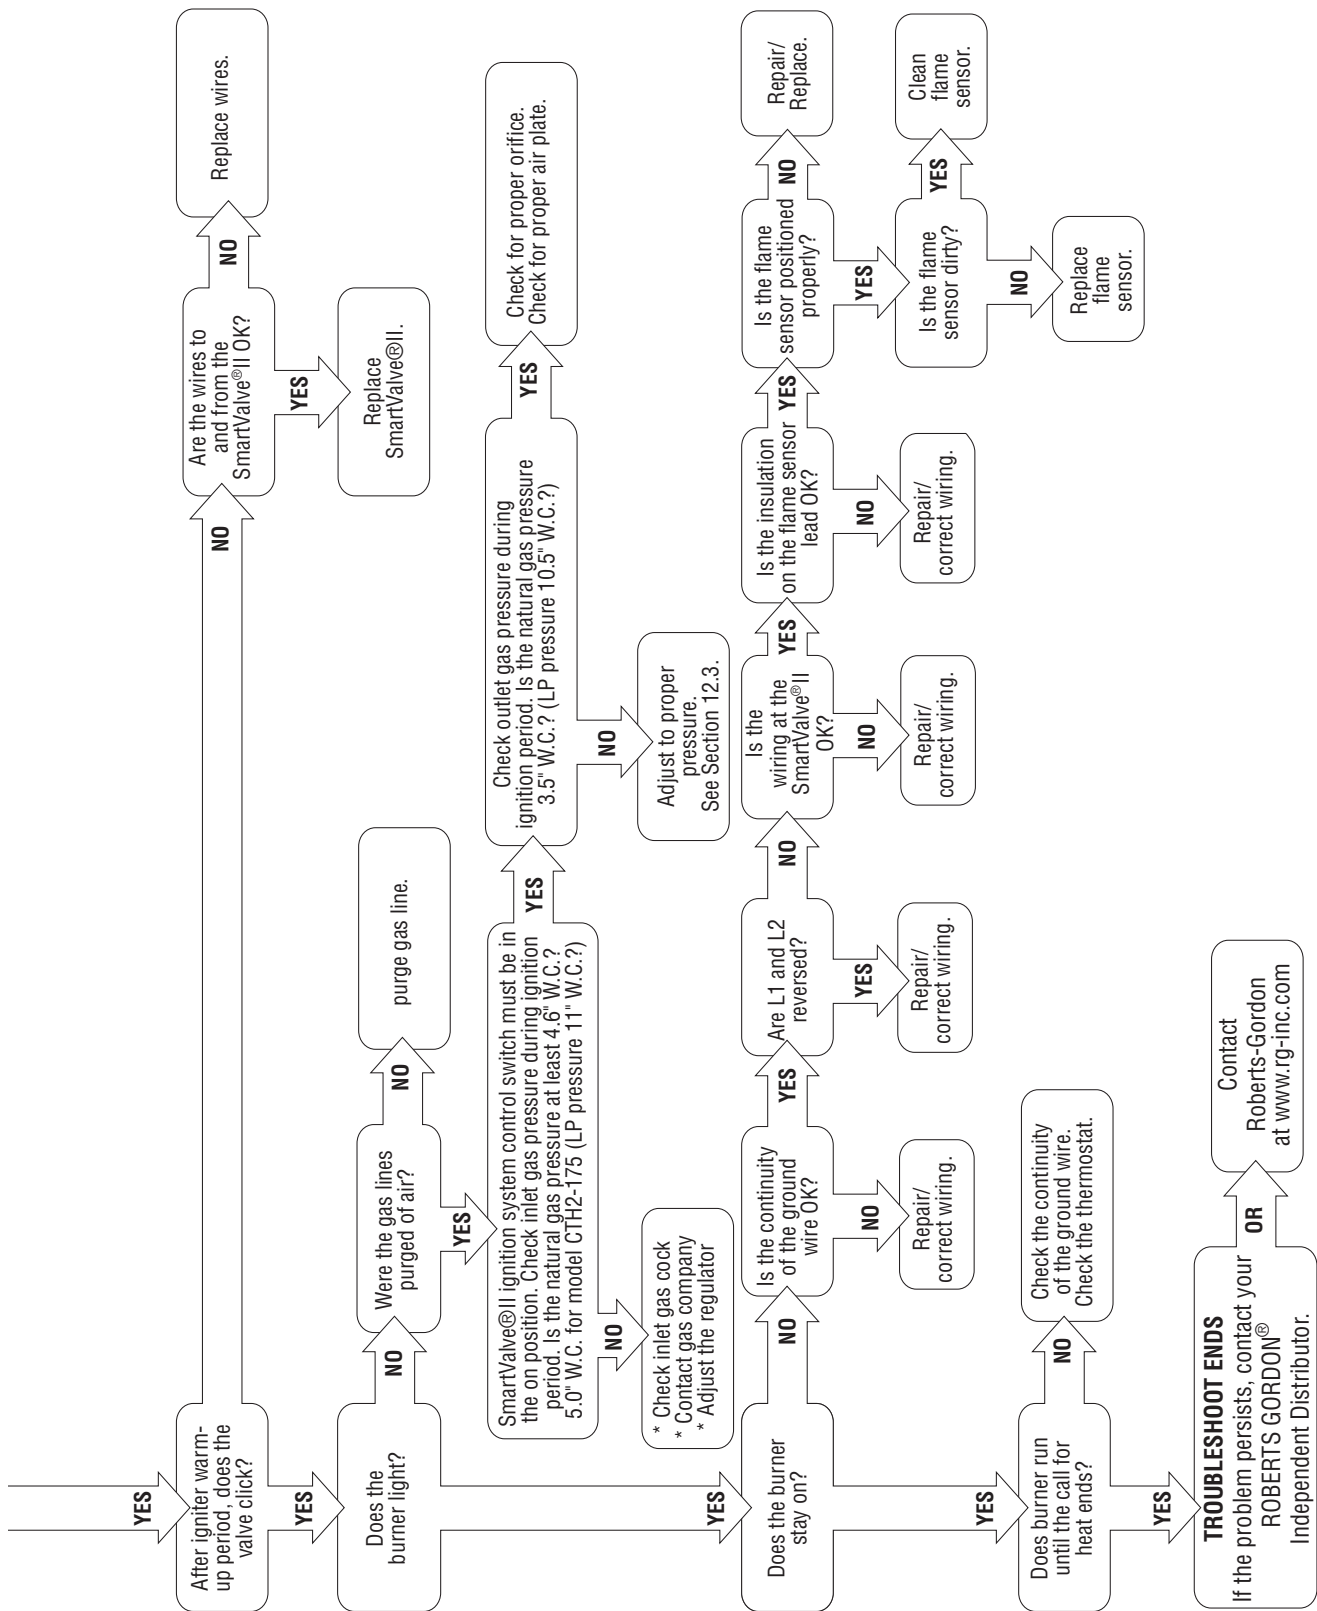 YES
After igniter warm-
up period, does the
valve click?
NO
Are the wires to
and from the
SmartValve®II OK?
NO
Replace wires.
YES
Replace
SmartValve®II.
YES
Does the
burner light?
NO
Were the gas lines
purged of air?
NO
purge gas line.
YES
SmartValve®II ignition system control switch must be in
the on position. Check inlet gas pressure during ignition
period. Is the natural gas pressure at least 4.6" W.C.?
5.0" W.C. for model CTH2-175 (LP pressure 11" W.C.?)
YES
Check outlet gas pressure during
ignition period. Is the natural gas pressure
3.5" W.C.? (LP pressure 10.5" W.C.?)
YES
Check for proper orifice.
Check for proper air plate.
NO
Adjust to proper
pressure.
See Section 12.3.
NO
* Check inlet gas cock
* Contact gas company
* Adjust the regulator
YES
Does the burner
stay on?
NO
Is the continuity
of the ground
wire OK?
YES
Are L1 and L2
reversed?
NO
Is the
wiring at the
SmartValve®II
OK?
YES
Is the insulation
on the flame sensor
lead OK?
YES
Is the flame
sensor positioned
properly?
NO
Repair/
Replace.
NO
Repair/
correct wiring.
YES
Repair/
correct wiring.
NO
Repair/
correct wiring.
NO
Repair/
correct wiring.
YES
Is the flame
sensor dirty?
YES
Clean
flame
sensor.
NO
Replace
flame
sensor.
YES
Does burner run
until the call for
heat ends?
NO
Check the continuity
of the ground wire.
Check the thermostat.
YES
TROUBLESHOOT ENDS
If the problem persists, contact your
ROBERTS GORDON®
Independent Distributor.
OR
Contact
Roberts-Gordon
at www.rg-inc.com